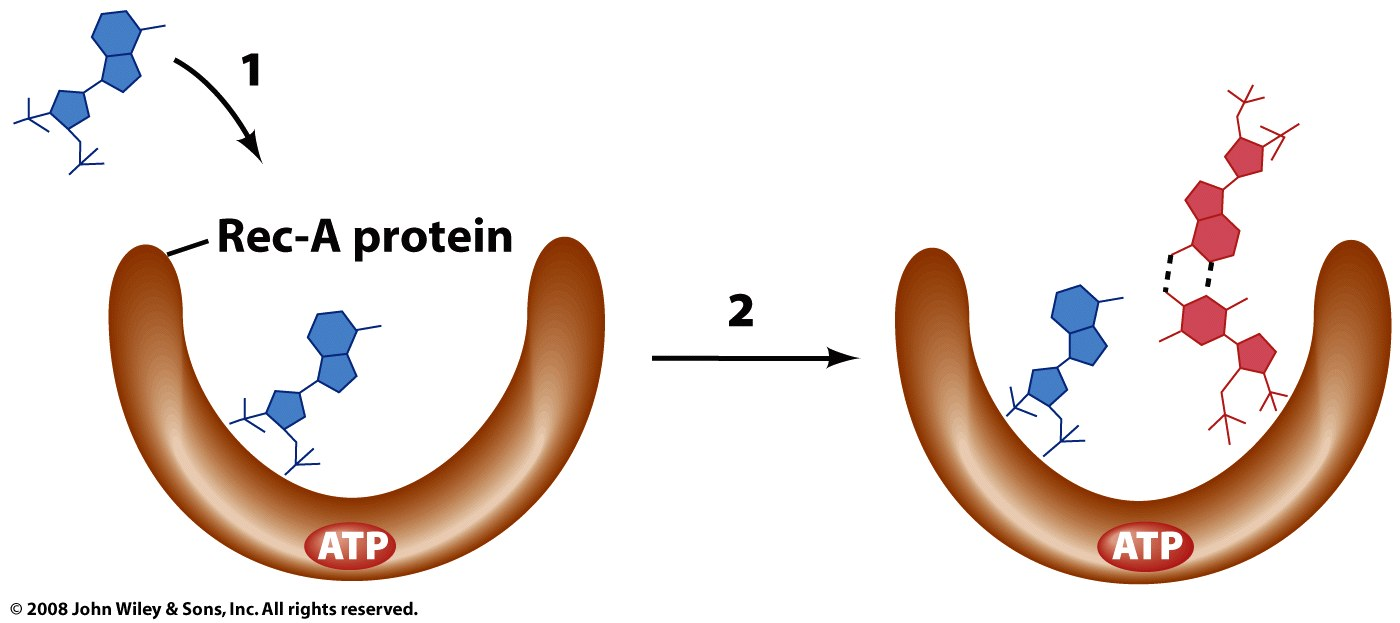 1
Rec-A protein
2
ATP
ATP
© 2008 John Wiley & Sons, Inc. All rights reserved.